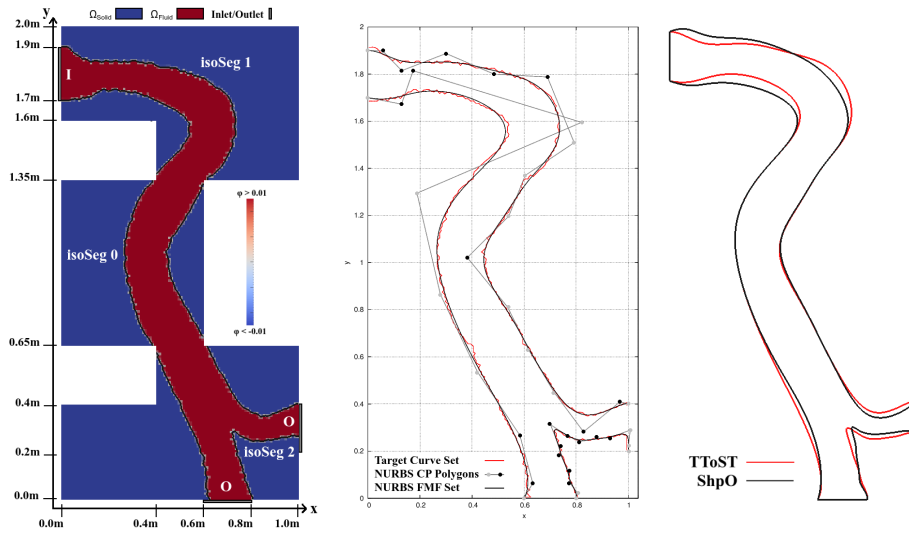 y
2.0m
Ω_Solid
Ω_Fluid
Inlet/Outlet
1.9m
isoSeg 1
I
1.7m
1.6m
1.35m
φ > 0.01
isoSeg 0
φ < -0.01
0.65m
0.4m
O
0.2m
isoSeg 2
O
0.0m
x
0.0m
0.4m
0.6m
0.8m
1.0m
2
1.8
1.6
1.4
1.2
y
1
0.8
0.6
0.4
0.2
0
Target Curve Set
NURBS CP Polygons
NURBS FMF Set
0
0.2
0.4
0.6
0.8
1
x
TToST
ShpO